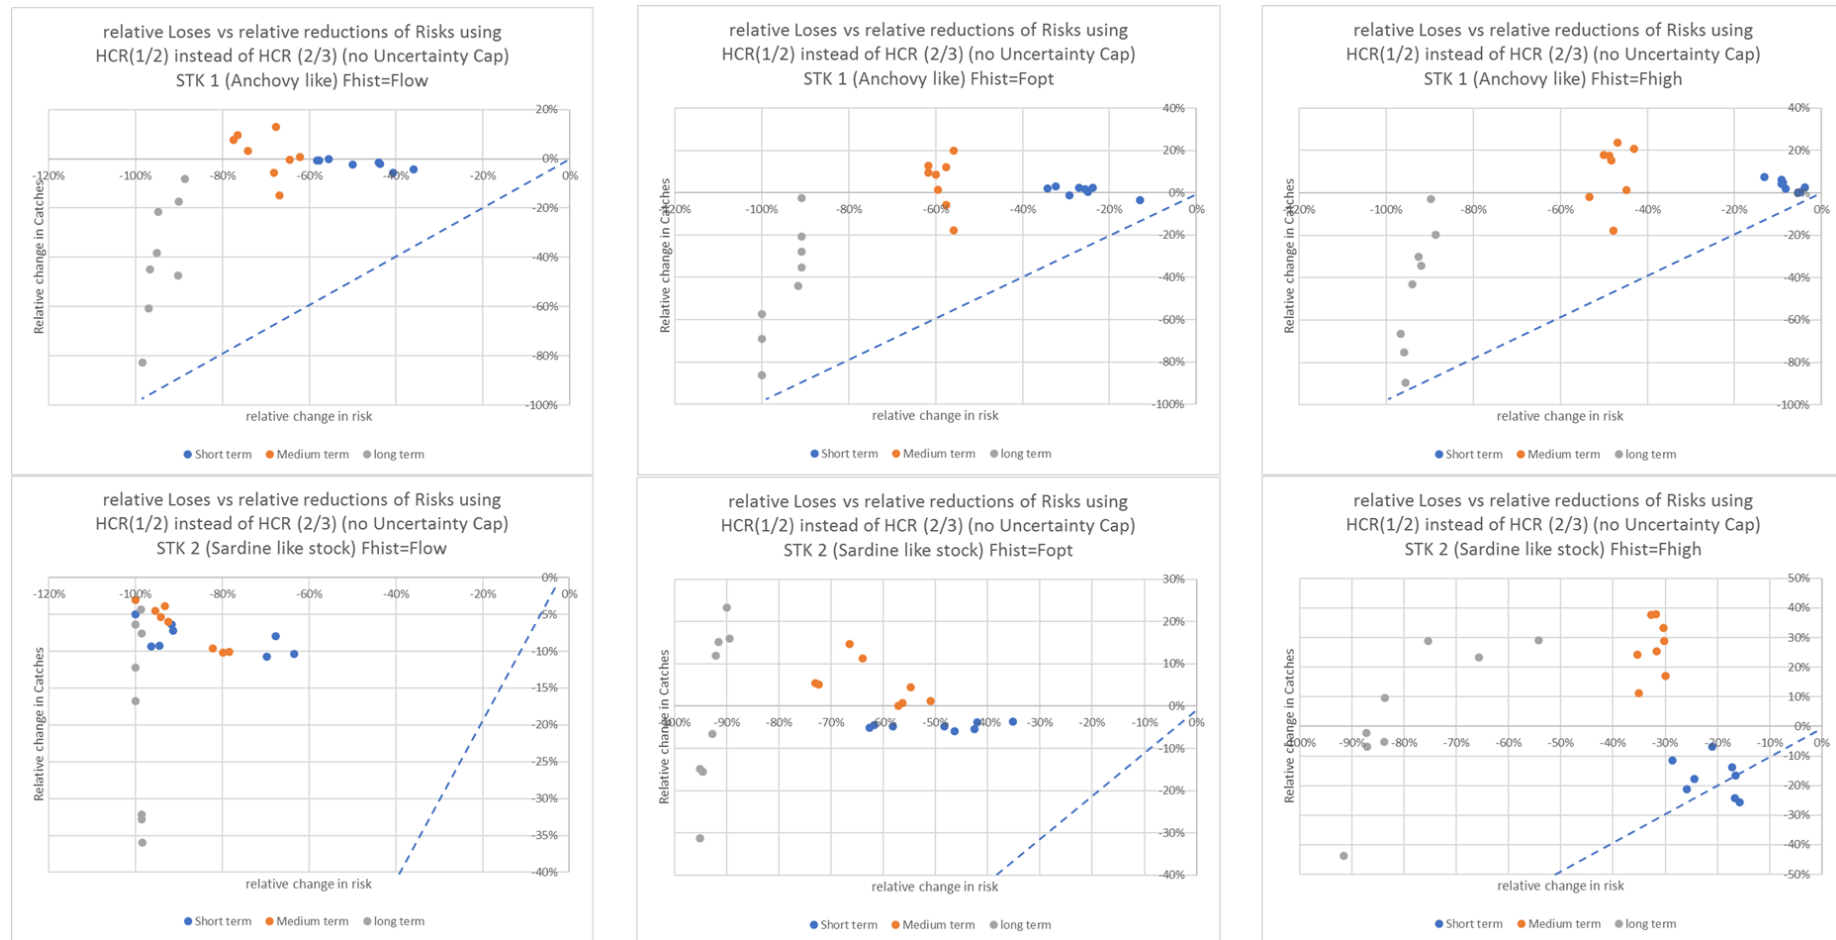 relative Loses vs relative reductions of Risks using
HCR(1/2) instead of HCR (2/3) (no Uncertainty Cap)
STK 1 (Anchovy like) Fhist=Flow
20%
0%
-120% -100% -80% -60% -40% -20% 0%
-20%
-40%
-60%
-80%
-100%
Relative change in Catches
relative change in risk
Short term Medium term long term
relative Loses vs relative reductions of Risks using
HCR(1/2) instead of HCR (2/3) (no Uncertainty Cap)
STK 1 (Anchovy like) Fhist=Fopt
40%
20%
0%
-120% -100% -80% -60% -40% -20% 0%
-20%
-40%
-60%
-80%
-100%
Relative change in Catches
relative change in risk
Short term Medium term long term
relative Loses vs relative reductions of Risks using
HCR(1/2) instead of HCR (2/3) (no Uncertainty Cap)
STK 1 (Anchovy like) Fhist=Fhigh
40%
20%
0%
-120% -100% -80% -60% -40% -20% 0%
-20%
-40%
-60%
-80%
-100%
Relative change in Catches
relative change in risk
Short term Medium term long term
relative Loses vs relative reductions of Risks using
HCR(1/2) instead of HCR (2/3) (no Uncertainty Cap)
STK 2 (Sardine like stock) Fhist=Flow
0%
-120% -100% -80% -60% -40% -20% 0%
-5%
-10%
-15%
-20%
-25%
-30%
-35%
-40%
Relative change in Catches
relative change in risk
Short term Medium term long term
relative Loses vs relative reductions of Risks using
HCR(1/2) instead of HCR (2/3) (no Uncertainty Cap)
STK 2 (Sardine like stock) Fhist=Fopt
30%
20%
10%
0%
-100% -90% -80% -70% -60% -50% -40% -30% -20% -10% 0%
-10%
-20%
-30%
-40%
Relative change in Catches
relative change in risk
Short term Medium term long term
relative Loses vs relative reductions of Risks using
HCR(1/2) instead of HCR (2/3) (no Uncertainty Cap)
STK 2 (Sardine like stock) Fhist=Fhigh
50%
40%
30%
20%
10%
0%
-100% -90% -80% -70% -60% -50% -40% -30% -20% -10% 0%
-10%
-20%
-30%
-40%
-50%
Relative change in Catches
relative change in risk
Short term Medium term long term